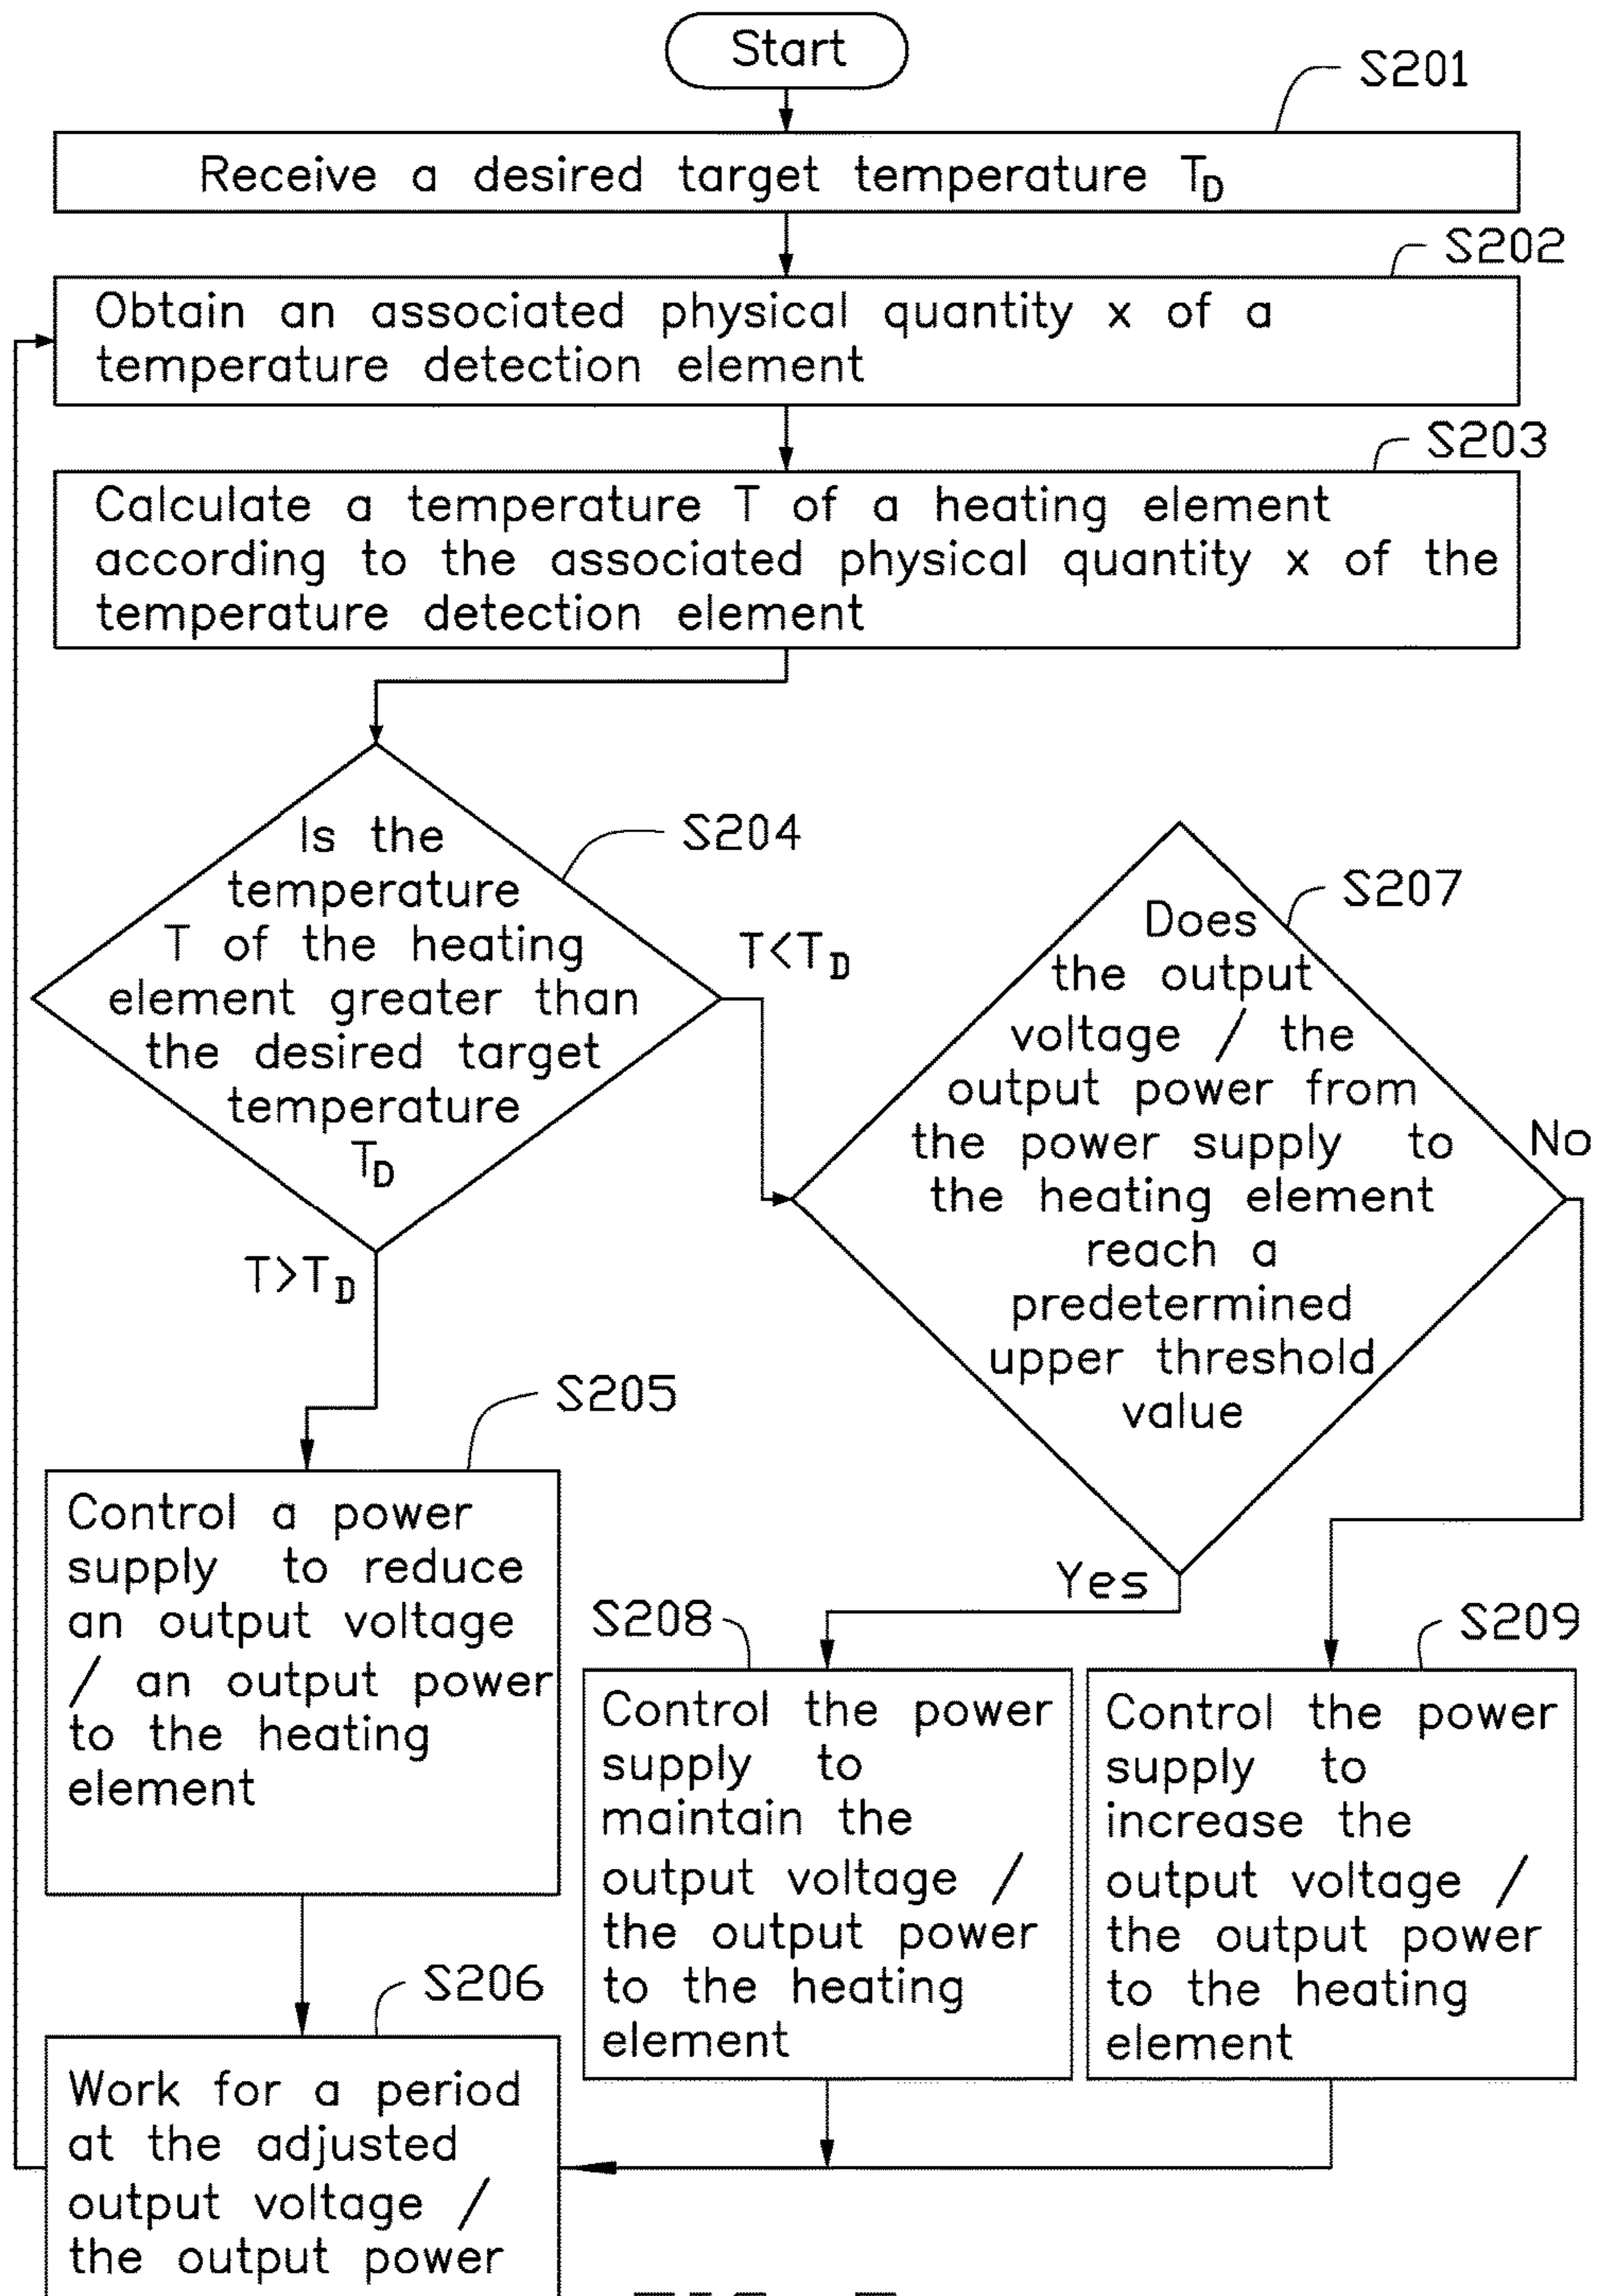 Start
S201
Receive a desired target temperature TD
S202
Obtain an associated physical quantity x of a
temperature detection element
S203
Calculate a temperature T of a heating element
according to the associated physical quantity x of the
temperature detection element
S204
Is the
temperature
T of the heating
element greater than
the desired target
temperature
TD
T<TD
T>TD
S207
Does
the output
voltage / the
output power from
the power supply to
the heating element
reach a
predetermined
upper threshold
value
No
Yes
S205
Control a power
supply to reduce
an output voltage
/ an output power
to the heating
element
S208
Control the power
supply to
maintain the
output voltage /
the output power
to the heating
element
S209
Control the power
supply to
increase the
output voltage /
the output power
to the heating
element
S206
Work for a period
at the adjusted
output voltage /
the output power